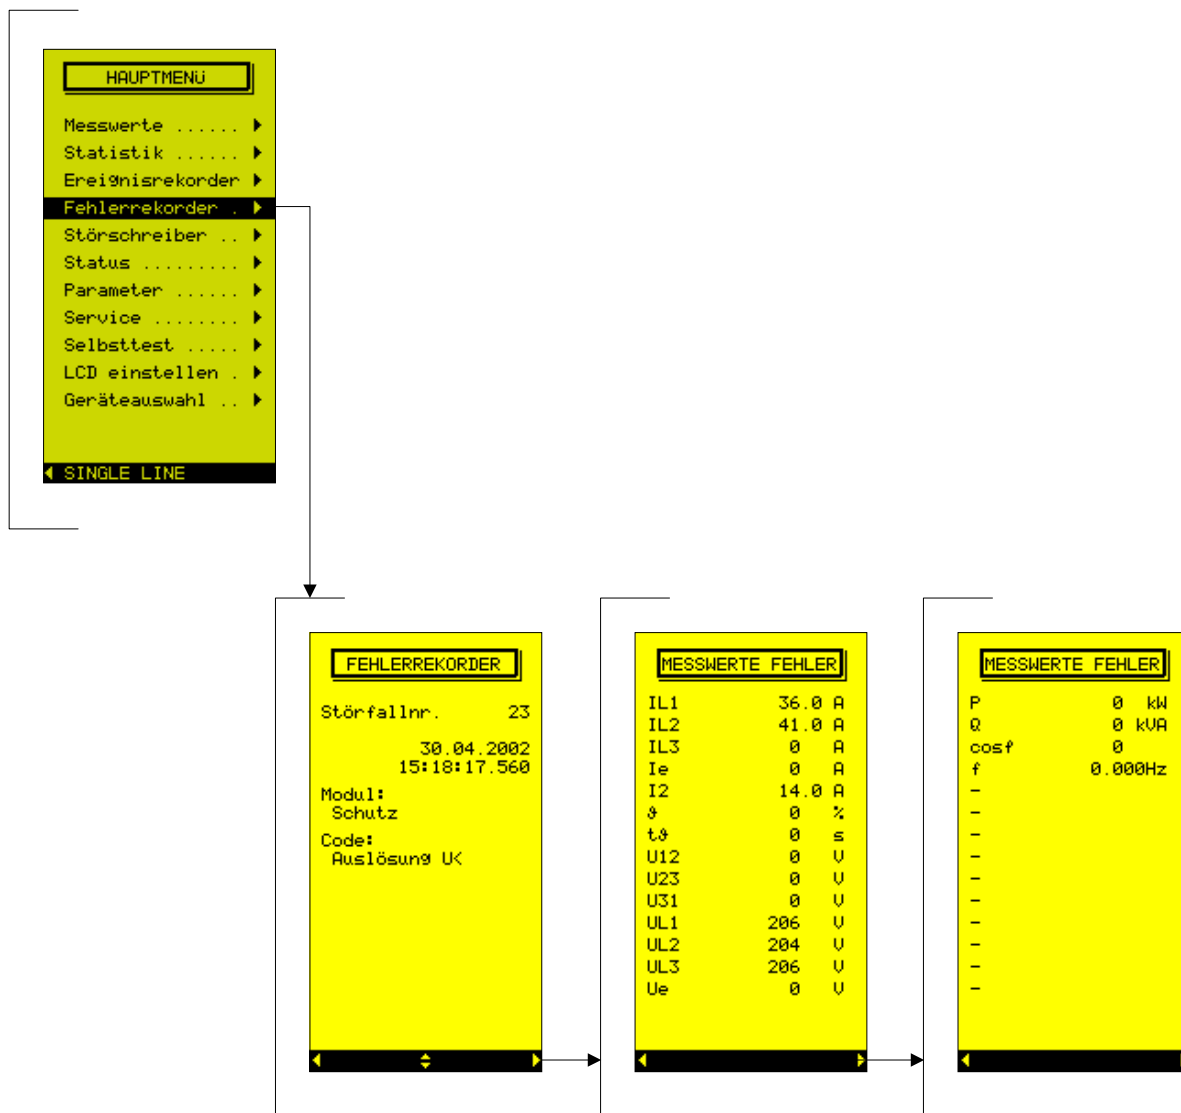 HAUPTMENÜ
Messwerte ......
Statistik ......
Ereignisrekorder
Fehlerrekorder .
Störschreiber ..
Status .........
Parameter ......
Service ........
Selbsttest .....
LCD einstellen .
Geräteauswahl ..
SINGLE LINE
FEHLERREKORDER
Störfallnr. 23
30.04.2002
15:18:17.560
Modul:
Schutz
Code:
Auslösung U<
MESSWERTE FEHLER
IL1 36.0 A
IL2 41.0 A
IL3 0 A
Ie 0 A
I2 14.0 A
ϑ 0 %
tϑ 0 s
U12 0 V
U23 0 V
U31 0 V
UL1 206 V
UL2 204 V
UL3 206 V
Ue 0 V
MESSWERTE FEHLER
P 0 kW
Q 0 kVA
cosf 0
f 0.000Hz
-
-
-
-
-
-
-
-
-
-